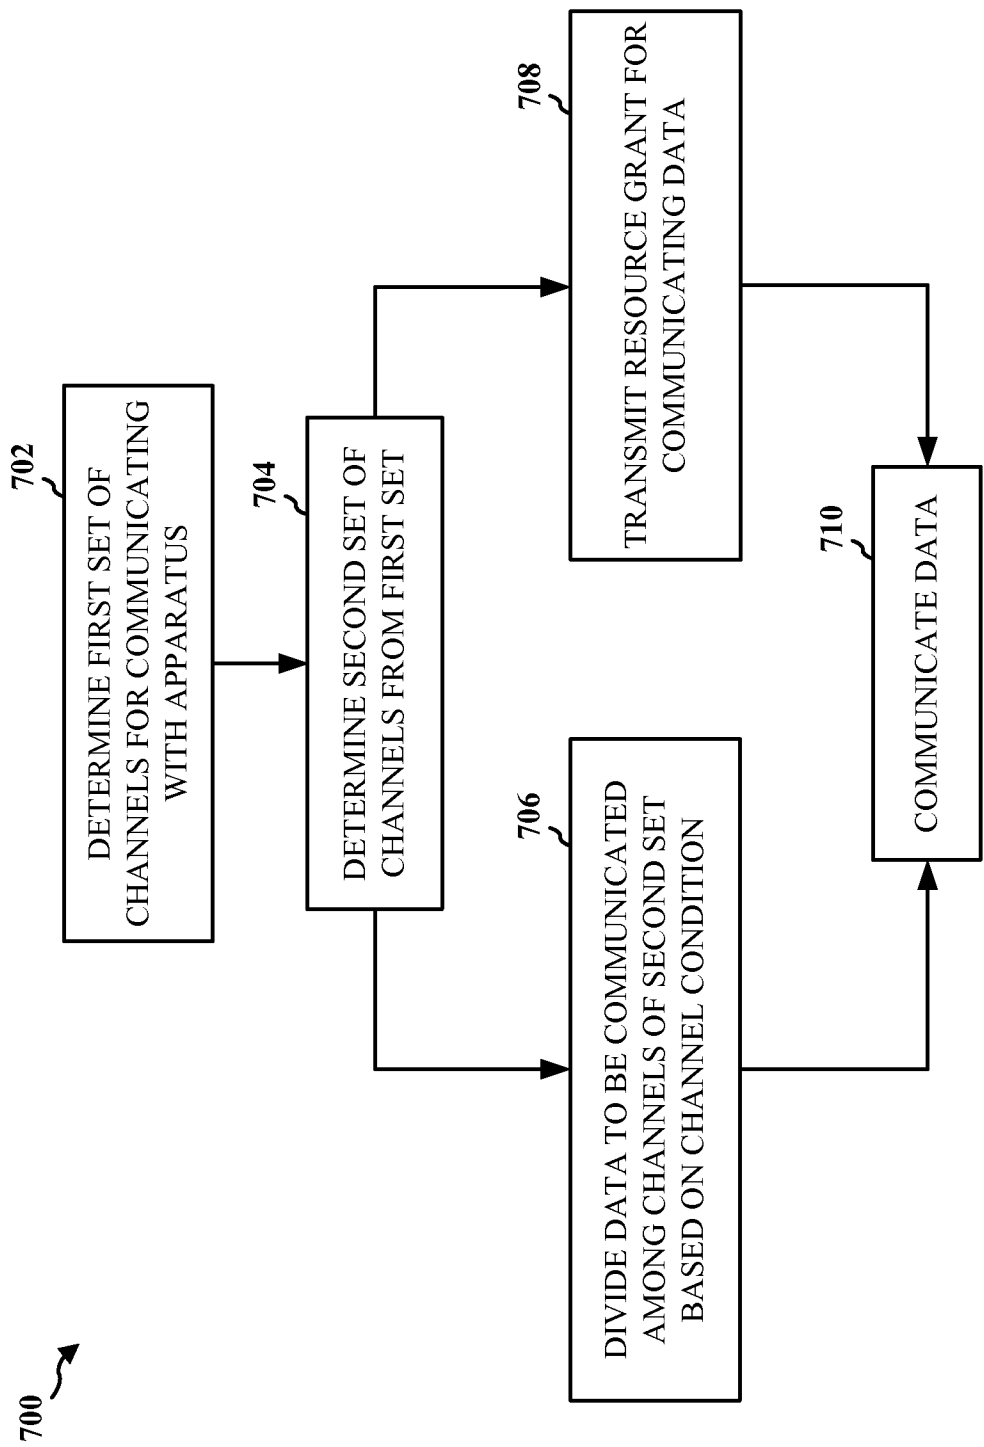 700
702
DETERMINE FIRST SET OF
CHANNELS FOR COMMUNICATING
WITH APPARATUS
704
DETERMINE SECOND SET OF
CHANNELS FROM FIRST SET
706
DIVIDE DATA TO BE COMMUNICATED
AMONG CHANNELS OF SECOND SET
BASED ON CHANNEL CONDITION
708
TRANSMIT RESOURCE GRANT FOR
COMMUNICATING DATA
710
COMMUNICATE DATA